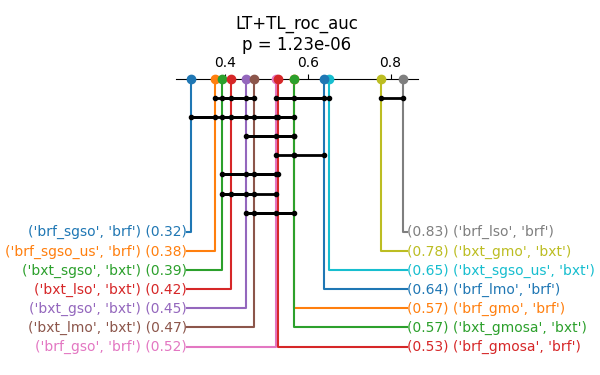 LT+TL_roc_auc
p = 1.23e-06
0.4 0.6 0.8
('brf_sgso', 'brf') (0.32) (0.83) ('brf_lso', 'brf')
('brf_sgso_us', 'brf') (0.38) (0.78) ('bxt_gmo', 'bxt')
('bxt_sgso', 'bxt') (0.39) (0.65) ('bxt_sgso_us', 'bxt')
('bxt_lso', 'bxt') (0.42) (0.64) ('brf_lmo', 'brf')
('bxt_gso', 'bxt') (0.45) (0.57) ('brf_gmo', 'brf')
('bxt_lmo', 'bxt') (0.47) (0.57) ('bxt_gmosa', 'bxt')
('brf_gso', 'brf') (0.52) (0.53) ('brf_gmosa', 'brf')